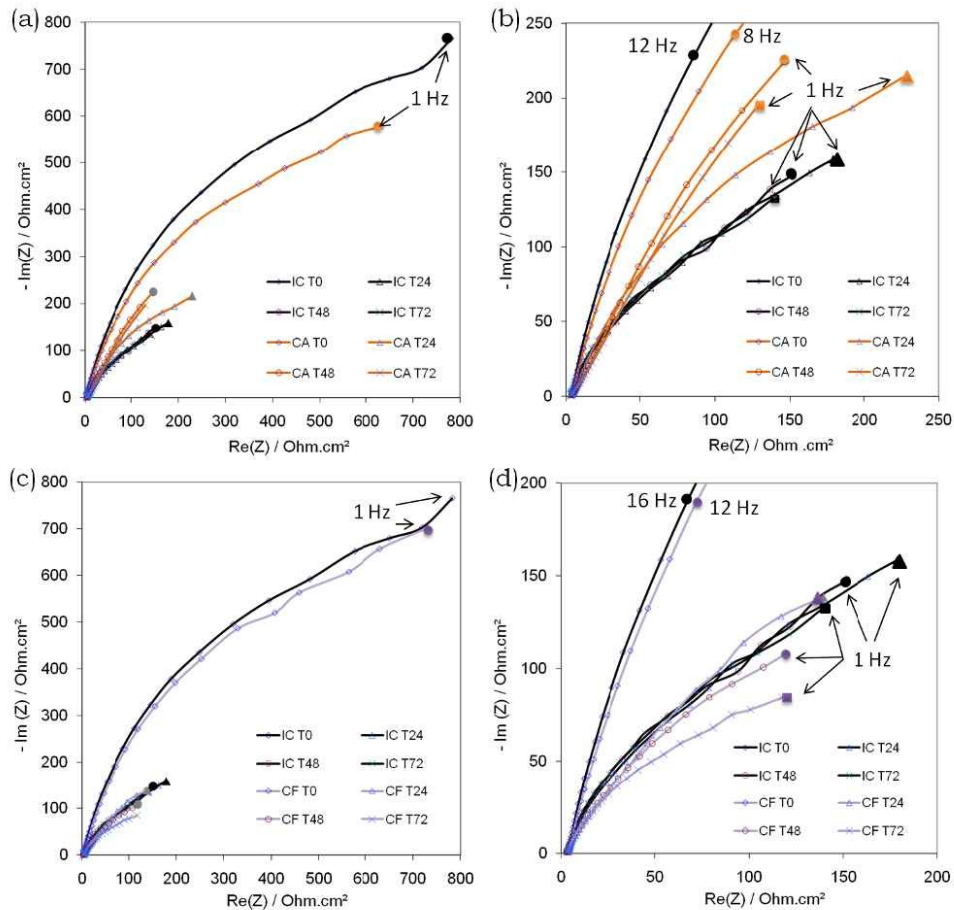 (a)
800
700
600
500
400
300
200
100
0
- Im(Z) / Ohm.cm²
1 Hz
IC T0 IC T24
IC T48 IC T72
CA T0 CA T24
CA T48 CA T72
0 100 200 300 400 500 600 700 800
Re(Z) / Ohm.cm²
(b)
250
200
150
100
50
0
- Im(Z) / Ohm.cm²
12 Hz
8 Hz
1 Hz
IC T0 IC T24
IC T48 IC T72
CA T0 CA T24
CA T48 CA T72
0 50 100 150 200 250
Re(Z) / Ohm .cm²
(c)
800
700
600
500
400
300
200
100
0
- Im (Z) / Ohm.cm²
1 Hz
IC T0 IC T24
IC T48 IC T72
CF T0 CF T24
CF T48 CF T72
0 100 200 300 400 500 600 700 800
Re(Z) / Ohm.cm²
(d)
200
150
100
50
0
- Im (Z) / Ohm.cm²
16 Hz
12 Hz
1 Hz
IC T0 IC T24
IC T48 IC T72
CF T0 CF T24
CF T48 CF T72
0 50 100 150 200
Re(Z) / Ohm.cm²